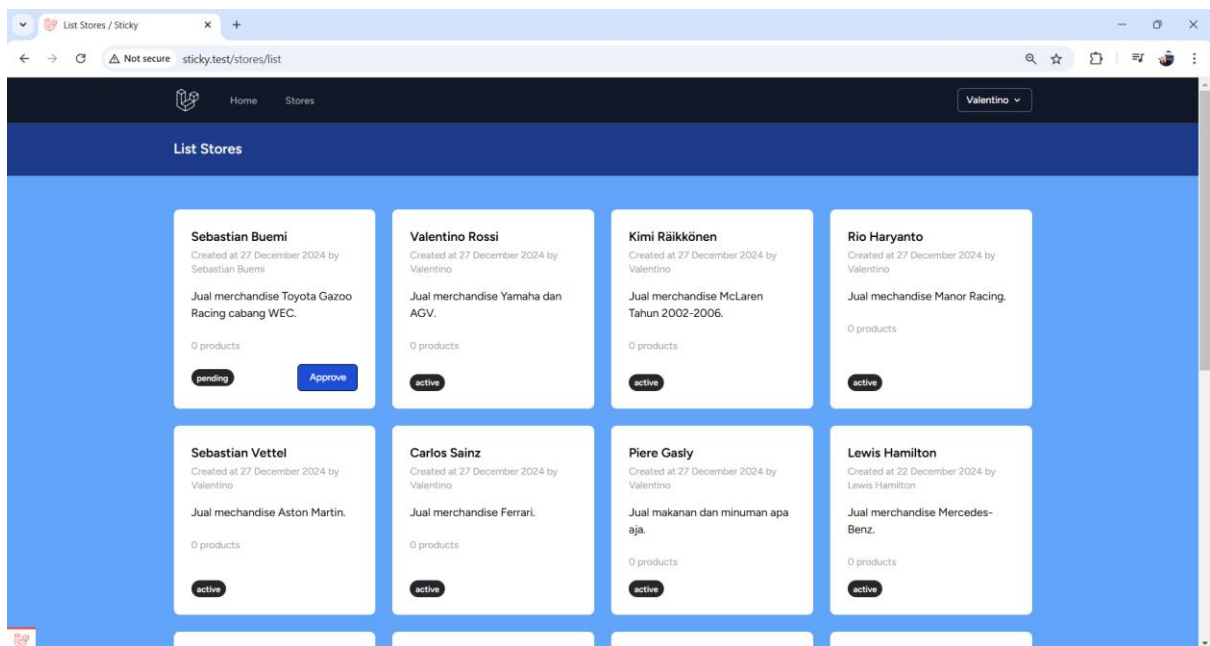 List Stores / Sticky
Not secure
sticky.test/stores/list
Home
Stores
Valentino
List Stores
Sebastian Buemi
Created at 27 December 2024 by
Sebastian Buemi
Jual merchandise Toyota Gazoo
Racing cabang WEC.
0 products
pending
Approve
Valentino Rossi
Created at 27 December 2024 by
Valentino
Jual merchandise Yamaha dan
AGV.
0 products
active
Kimi Räikkönen
Created at 27 December 2024 by
Valentino
Jual merchandise McLaren
Tahun 2002-2006.
0 products
active
Rio Haryanto
Created at 27 December 2024 by
Valentino
Jual mechandise Manor Racing.
0 products
active
Sebastian Vettel
Created at 27 December 2024 by
Valentino
Jual mechandise Aston Martin.
0 products
active
Carlos Sainz
Created at 27 December 2024 by
Valentino
Jual merchandise Ferrari.
0 products
active
Piere Gasly
Created at 27 December 2024 by
Valentino
Jual makanan dan minuman apa
aja.
0 products
active
Lewis Hamilton
Created at 22 December 2024 by
Lewis Hamilton
Jual merchandise Mercedes-
Benz.
0 products
active